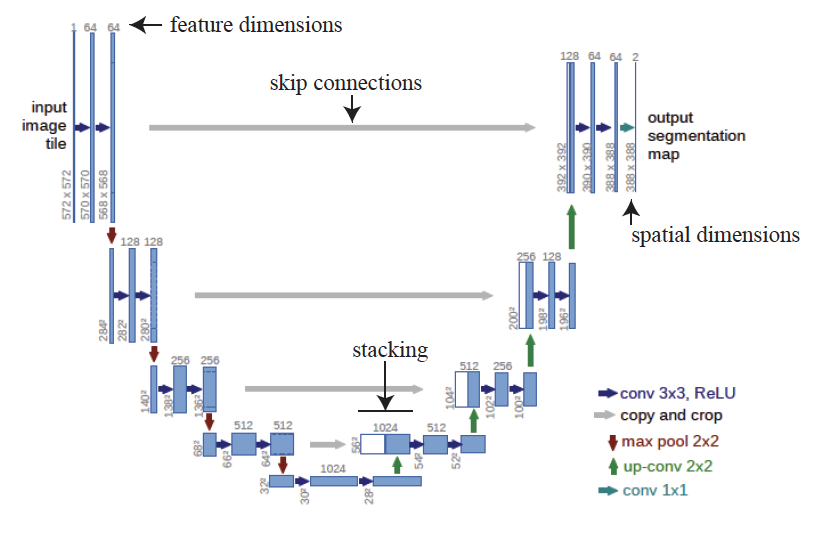 1 64 64
feature dimensions
128 64 64 2
skip connections
input
image
tile
output
segmentation
map
572 x 572
570 x 570
568 x 568
392 x 392
390 x 390
388 x 388
388 x 388
spatial dimensions
128 128
256 128
284²
282²
280²
200²
198²
196²
stacking
256 256
512 256
140²
138²
136²
104²
102²
100²
conv 3x3, ReLU
copy and crop
max pool 2x2
up-conv 2x2
conv 1x1
512 512
1024 512
68²
66²
64²
56²
54²
52²
1024
32²
30²
28²